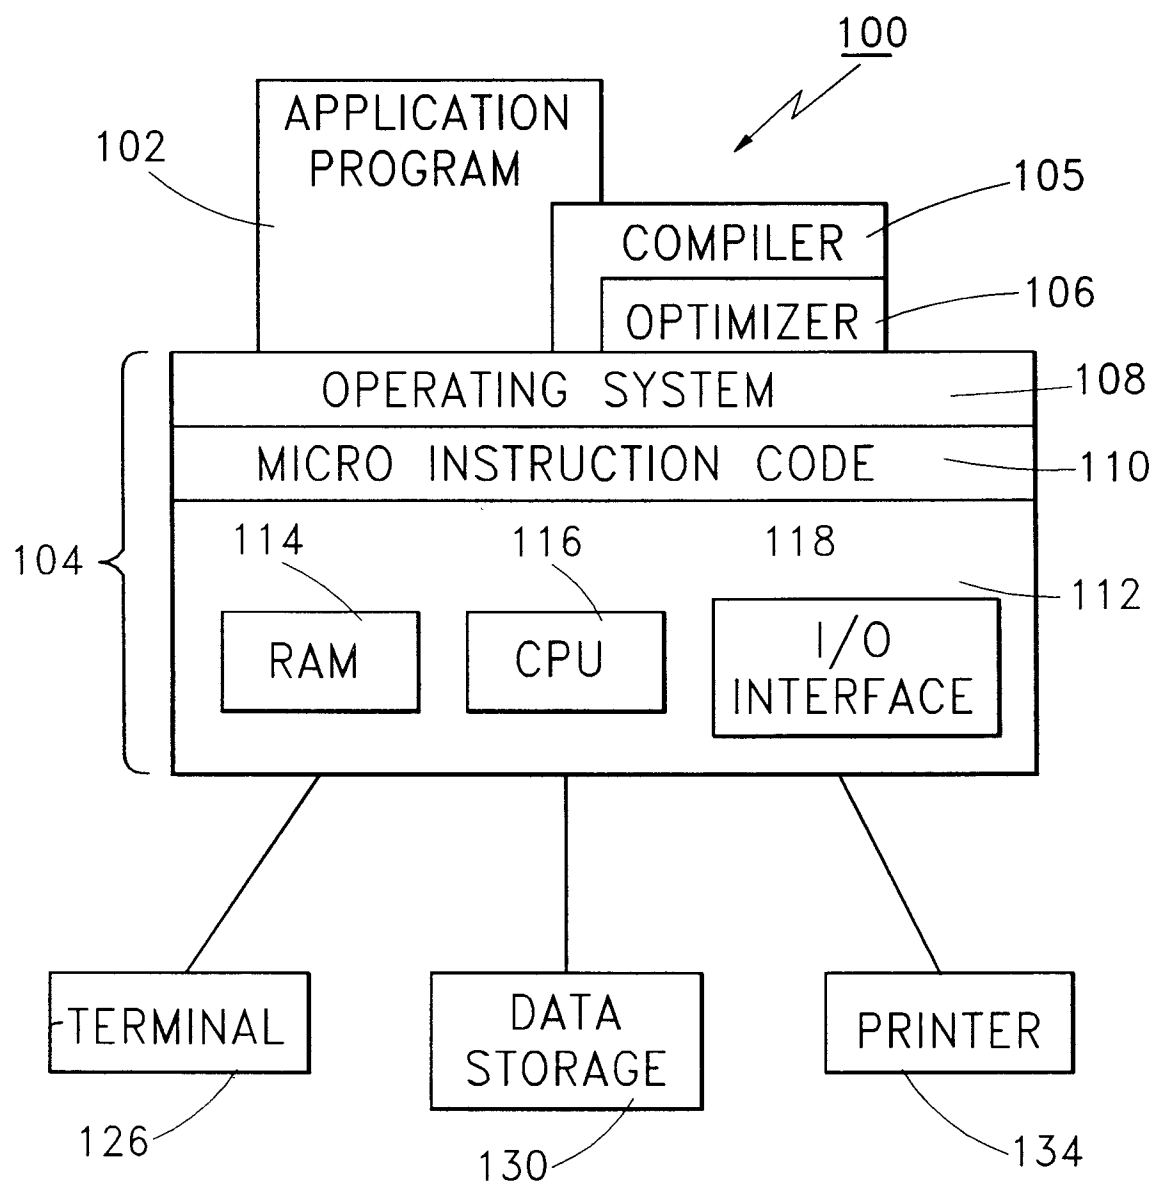 100
APPLICATION
PROGRAM
102
105
COMPILER
106
OPTIMIZER
OPERATING SYSTEM
108
MICRO INSTRUCTION CODE
110
104
114
116
118
112
RAM
CPU
I/O
INTERFACE
TERMINAL
DATA
STORAGE
PRINTER
126
130
134